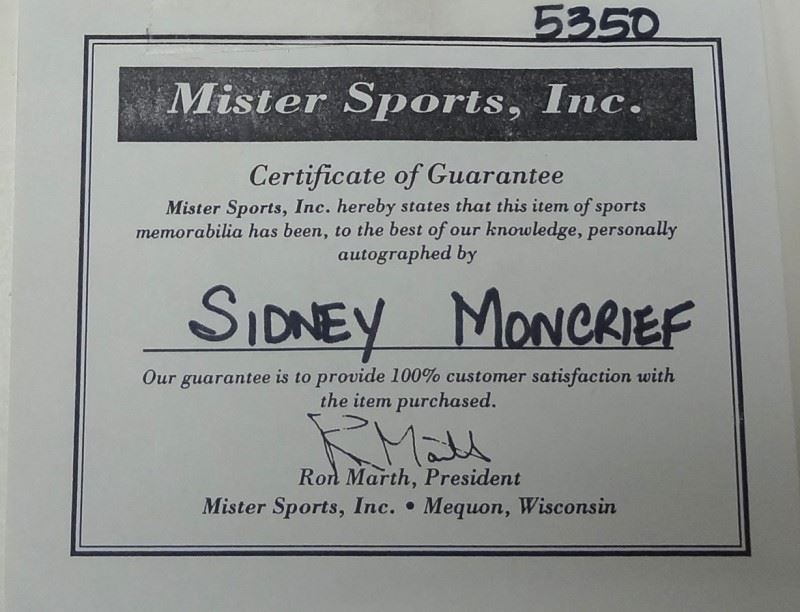 5350
Mister Sports, Inc.
Certificate of Guarantee
Mister Sports, Inc. hereby states that this item of sports
memorabilia has been, to the best of our knowledge, personally
autographed by
SIDNEY MONCRIEF
Our guarantee is to provide 100% customer satisfaction with
the item purchased.
R Marth
Ron Marth, President
Mister Sports, Inc. • Mequon, Wisconsin